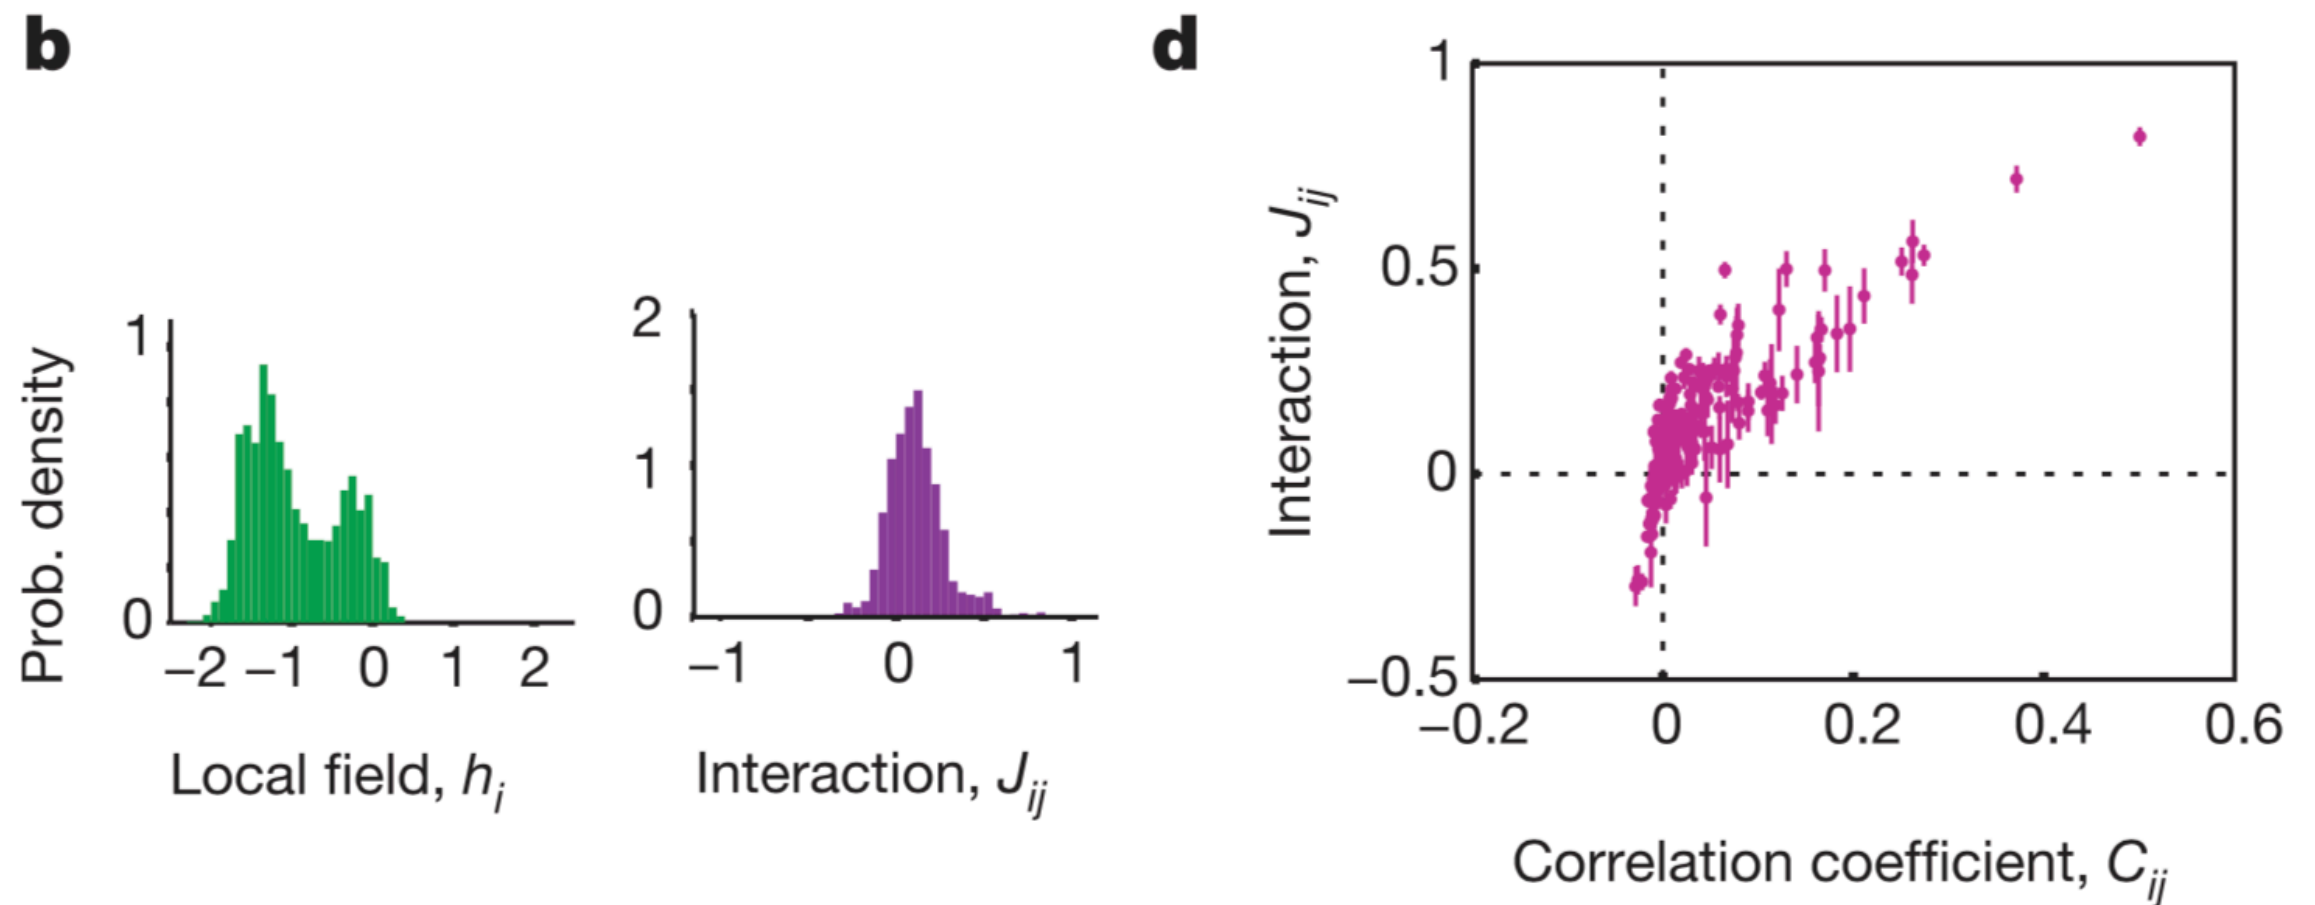 b
Prob. density
1
0
−2 −1 0 1 2
Local field, hi
2
1
0
−1 0 1
Interaction, Jij
d
Interaction, Jij
1
0.5
0
−0.5
−0.2 0 0.2 0.4 0.6
Correlation coefficient, Cij